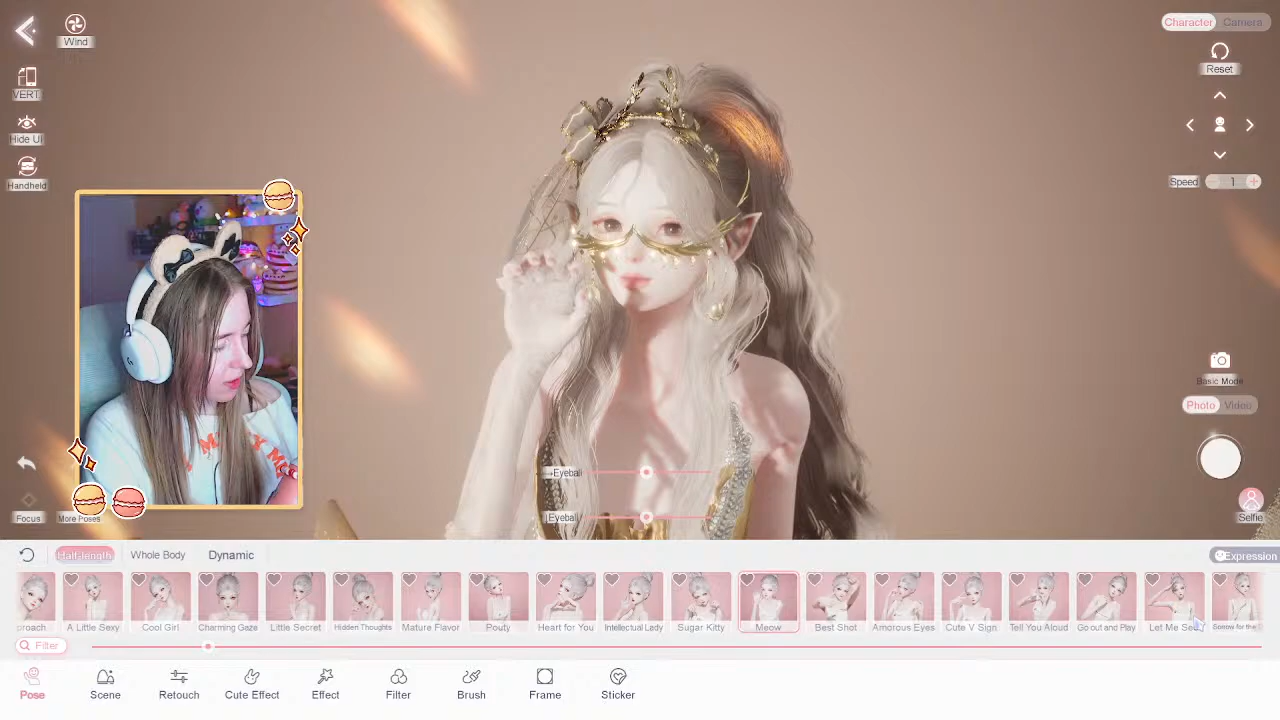 Wind
VERT.
Hide UI
Handheld
Character
Camera
Reset
Speed
1
Basic Mode
Photo
Video
Selfie
Focus
More Poses
Eyeball
Eyeball
Half-length
Whole Body
Dynamic
Expression
A Little Sexy
Cool Girl
Charming Gaze
Little Secret
Hidden Thoughts
Mature Flavor
Pouty
Heart for You
Intellectual Lady
Sugar Kitty
Meow
Best Shot
Amorous Eyes
Cute V Sign
Tell You Aloud
Go out and Play
Let Me See
Filter
Pose
Scene
Retouch
Cute Effect
Effect
Filter
Brush
Frame
Sticker